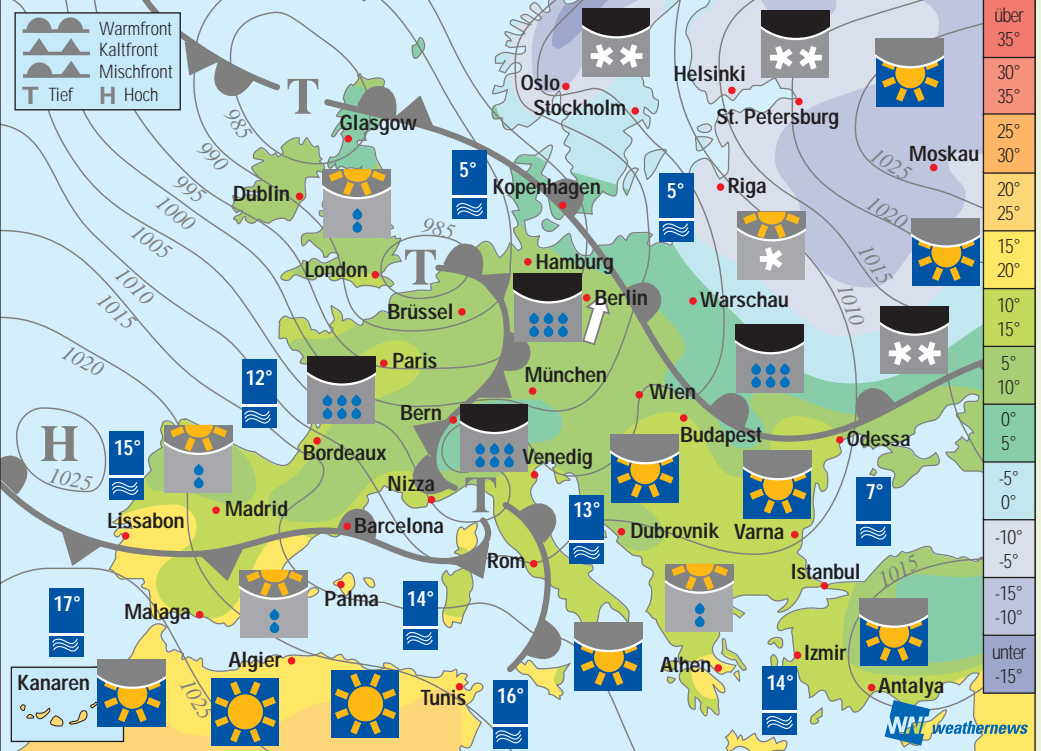 Warmfront
Kaltfront
Mischfront
T Tief H Hoch
über
35°
30°
35°
25°
30°
20°
25°
15°
20°
10°
15°
5°
10°
0°
5°
-5°
0°
-10°
-5°
-15°
-10°
unter
-15°
Oslo
Stockholm
Helsinki
St. Petersburg
Moskau
1025
T
985
Glasgow
990
Dublin
995
1000
5°
Kopenhagen
5°
Riga
1020
1005
985
1015
London
T
Hamburg
1010
1010
Berlin
Warschau
1015
Brüssel
1020
Paris
München
12°
Wien
Bern
Budapest
H
15°
Bordeaux
Odessa
1025
Venedig
Nizza
T
7°
Madrid
13°
Lissabon
Barcelona
Dubrovnik
Varna
Rom
Istanbul
1015
17°
Palma
14°
Malaga
Izmir
Algier
Athen
Kanaren
1025
Tunis
16°
14°
Antalya
WN weathernews